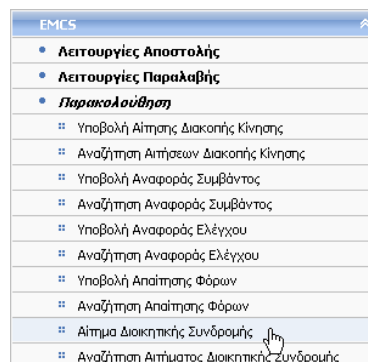 EMCS
Λειτουργίες Αποστολής
Λειτουργίες Παραλαβής
Παρακολούθηση
Υποβολή Αίτησης Διακοπής Κίνησης
Αναζήτηση Αιτήσεων Διακοπής Κίνησης
Υποβολή Αναφοράς Συμβάντος
Αναζήτηση Αναφοράς Συμβάντος
Υποβολή Αναφοράς Ελέγχου
Αναζήτηση Αναφοράς Ελέγχου
Υποβολή Απαίτησης Φόρων
Αναζήτηση Απαίτησης Φόρων
Αίτημα Διοικητικής Συνδρομής
Αναζήτηση Αιτήματος Διοικητικής Συνδρομής